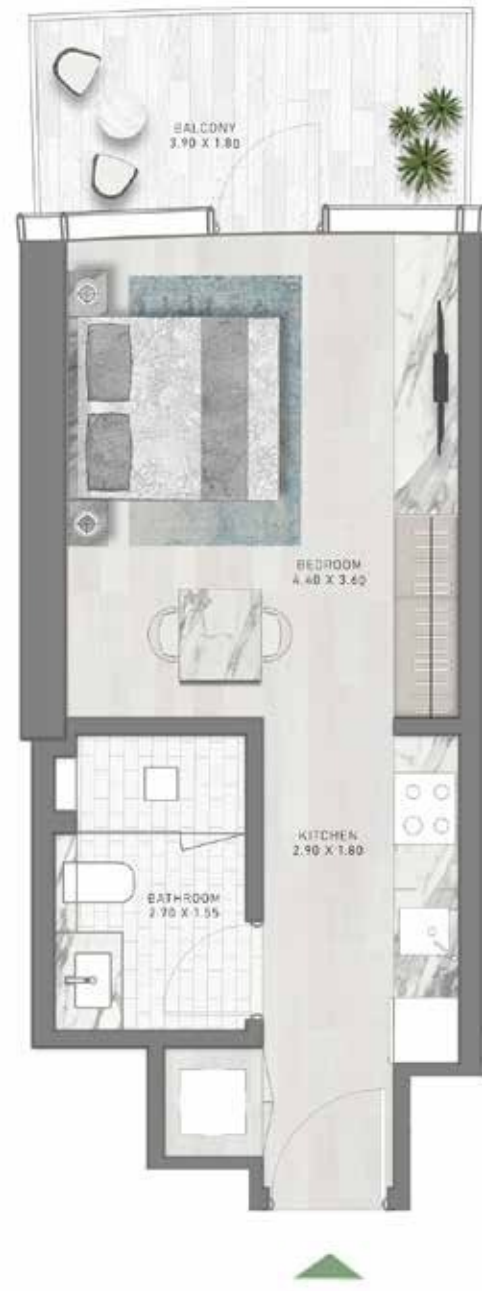 BALCONY
3.90 X 1.80
BEDROOM
4.40 X 3.60
KITCHEN
2.90 X 1.80
BATHROOM
2.70 X 1.55